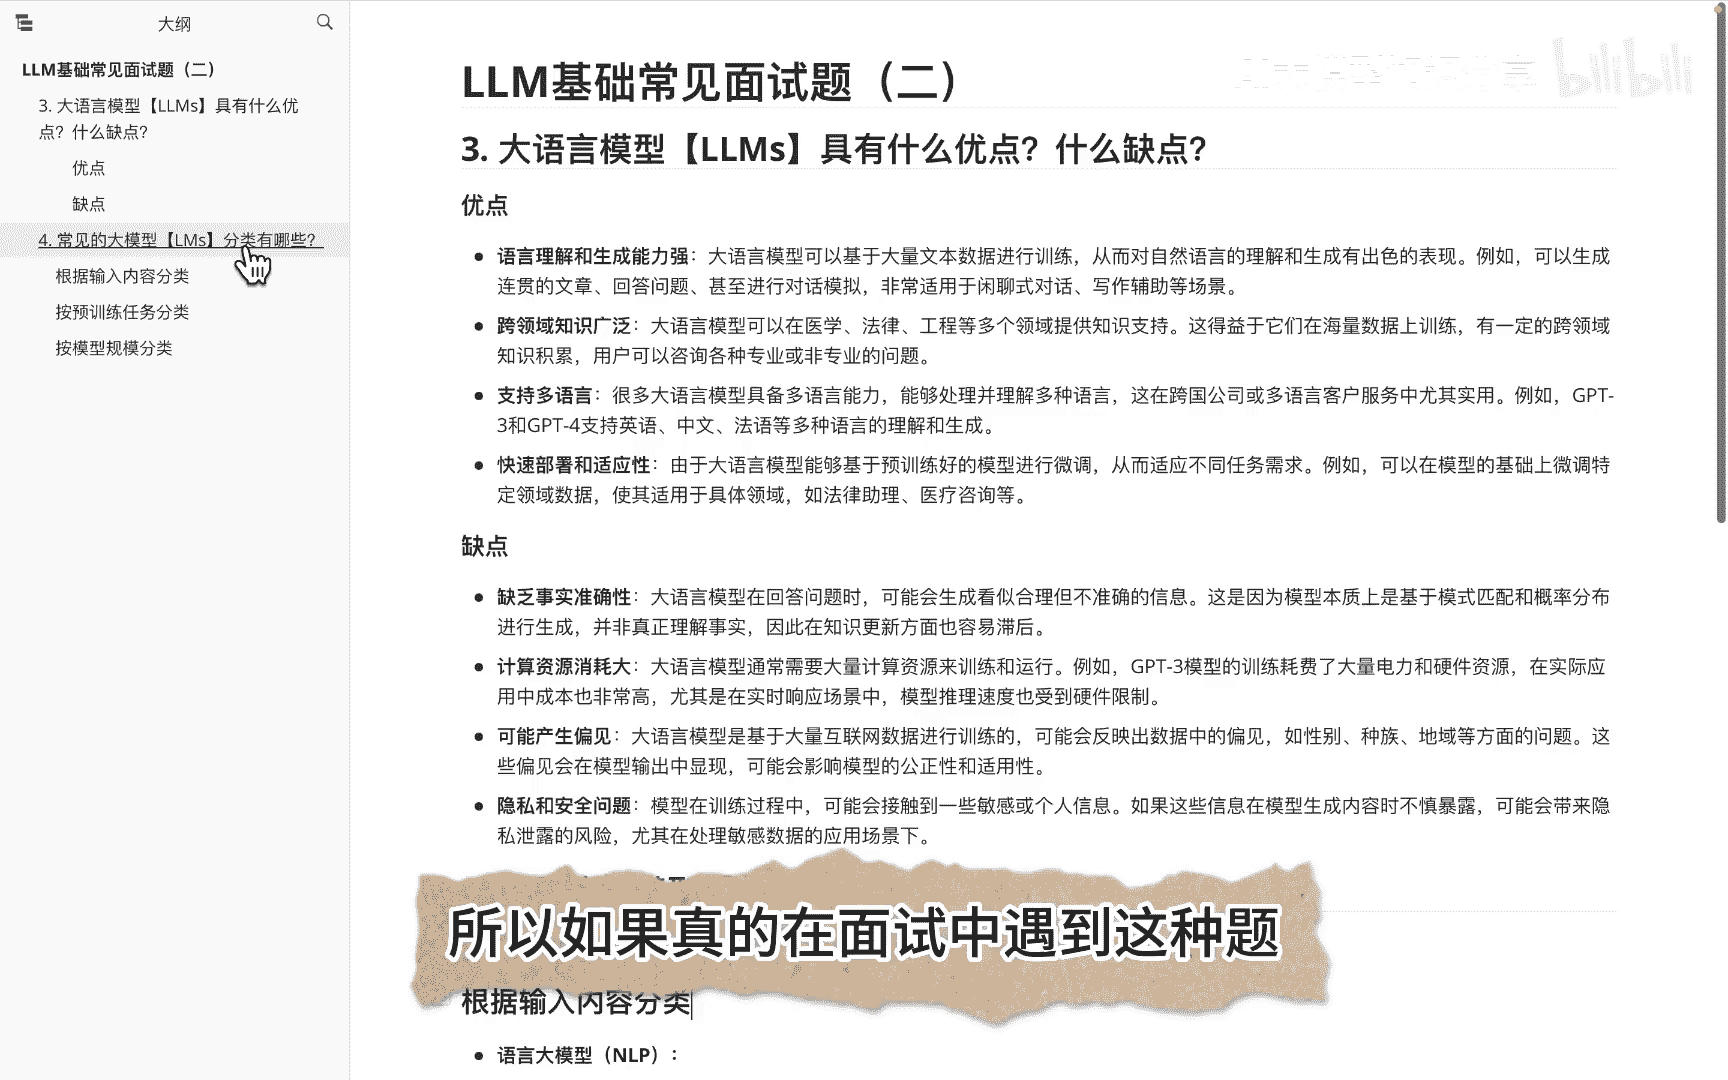 大纲
LLM基础常见面试题（二）
3. 大语言模型【LLMs】具有什么优
点？什么缺点？
优点
缺点
4. 常见的大模型【LMs】分类有哪些？
根据输入内容分类
按预训练任务分类
按模型规模分类
bilibili
LLM基础常见面试题（二）
3. 大语言模型【LLMs】具有什么优点？什么缺点？
优点
语言理解和生成能力强：大语言模型可以基于大量文本数据进行训练，从而对自然语言的理解和生成有出色的表现。例如，可以生成
连贯的文章、回答问题、甚至进行对话模拟，非常适用于闲聊式对话、写作辅助等场景。
跨领域知识广泛：大语言模型可以在医学、法律、工程等多个领域提供知识支持。这得益于它们在海量数据上训练，有一定的跨领域
知识积累，用户可以咨询各种专业或非专业的问题。
支持多语言：很多大语言模型具备多语言能力，能够处理并理解多种语言，这在跨国公司或多语言客户服务中尤其实用。例如，GPT-
3和GPT-4支持英语、中文、法语等多种语言的理解和生成。
快速部署和适应性：由于大语言模型能够基于预训练好的模型进行微调，从而适应不同任务需求。例如，可以在模型的基础上微调特
定领域数据，使其适用于具体领域，如法律助理、医疗咨询等。
缺点
缺乏事实准确性：大语言模型在回答问题时，可能会生成看似合理但不准确的信息。这是因为模型本质上是基于模式匹配和概率分布
进行生成，并非真正理解事实，因此在知识更新方面也容易滞后。
计算资源消耗大：大语言模型通常需要大量计算资源来训练和运行。例如，GPT-3模型的训练耗费了大量电力和硬件资源，在实际应
用中成本也非常高，尤其是在实时响应场景中，模型推理速度也受到硬件限制。
可能产生偏见：大语言模型是基于大量互联网数据进行训练的，可能会反映出数据中的偏见，如性别、种族、地域等方面的问题。这
些偏见会在模型输出中显现，可能会影响模型的公正性和适用性。
隐私和安全问题：模型在训练过程中，可能会接触到一些敏感或个人信息。如果这些信息在模型生成内容时不慎暴露，可能会带来隐
私泄露的风险，尤其在处理敏感数据的应用场景下。
所以如果真的在面试中遇到这种题
根据输入内容分类
语言大模型（NLP）：